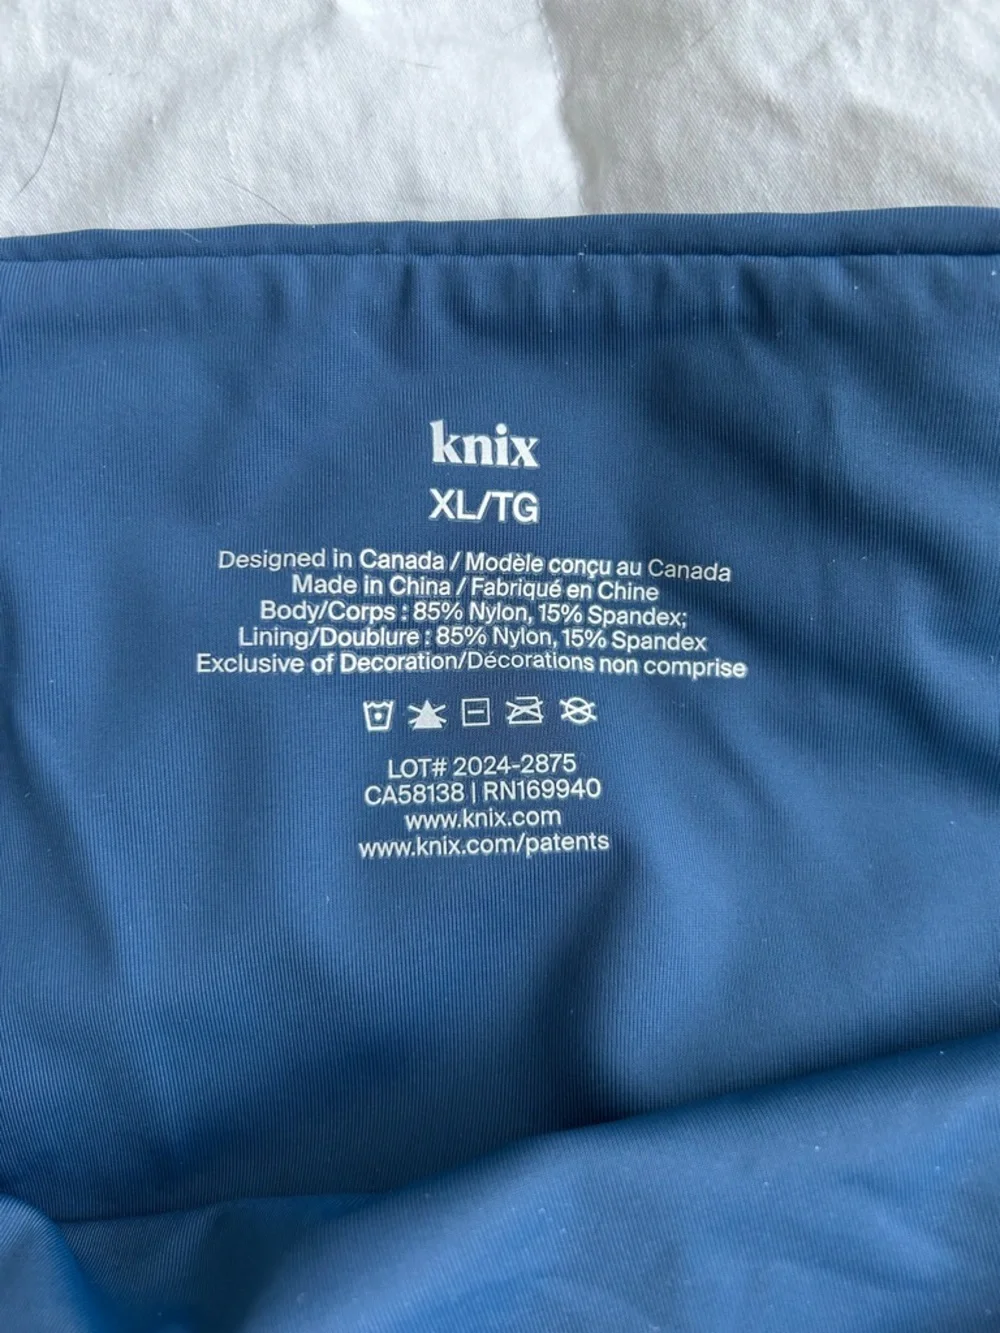 knix
XL/TG
Designed in Canada / Modèle conçu au Canada
Made in China / Fabriqué en Chine
Body/Corps : 85% Nylon, 15% Spandex;
Lining/Doublure : 85% Nylon, 15% Spandex
Exclusive of Decoration/Décorations non comprise
LOT# 2024-2875
CA58138 | RN169940
www.knix.com
www.knix.com/patents